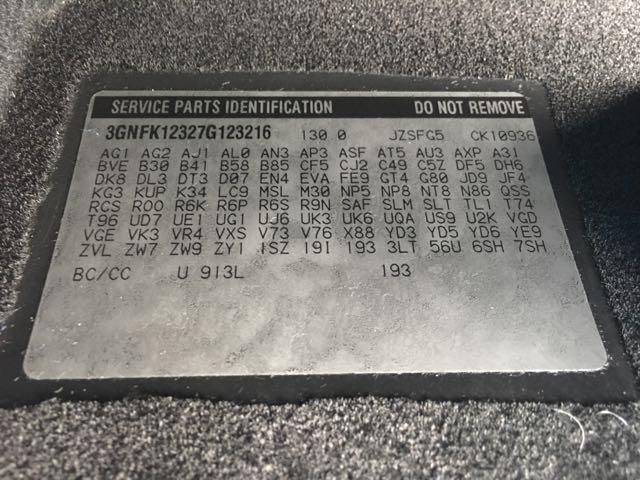 SERVICE PARTS IDENTIFICATION DO NOT REMOVE
3GNFK12327G123216 130.0 JZSFG5 CK10936
AG1 AG2 AJ1 AL0 AN3 AP3 ASF AT5 AU3 AXP A31
BVE B30 B41 B58 B85 CF5 CJ2 C49 C5Z DF5 DH6
DK8 DL3 DT3 D07 EN4 EVA FE9 GT4 G80 JD9 JF4
KG3 KUP K34 LC9 MSL M30 NP5 NP8 NT8 N86 QSS
RCS R00 R6K R6P R6S R9N SAF SLM SLT TL1 T74
T96 UD7 UE1 UG1 UJ6 UK3 UK6 UQA US9 U2K VGD
VGE VK3 VR4 VXS V73 V76 X88 YD3 YD5 YD6 YE9
ZVL ZW7 ZW9 ZY1 1SZ 19I 193 3LT 56U 6SH 7SH
BC/CC U 913L 193